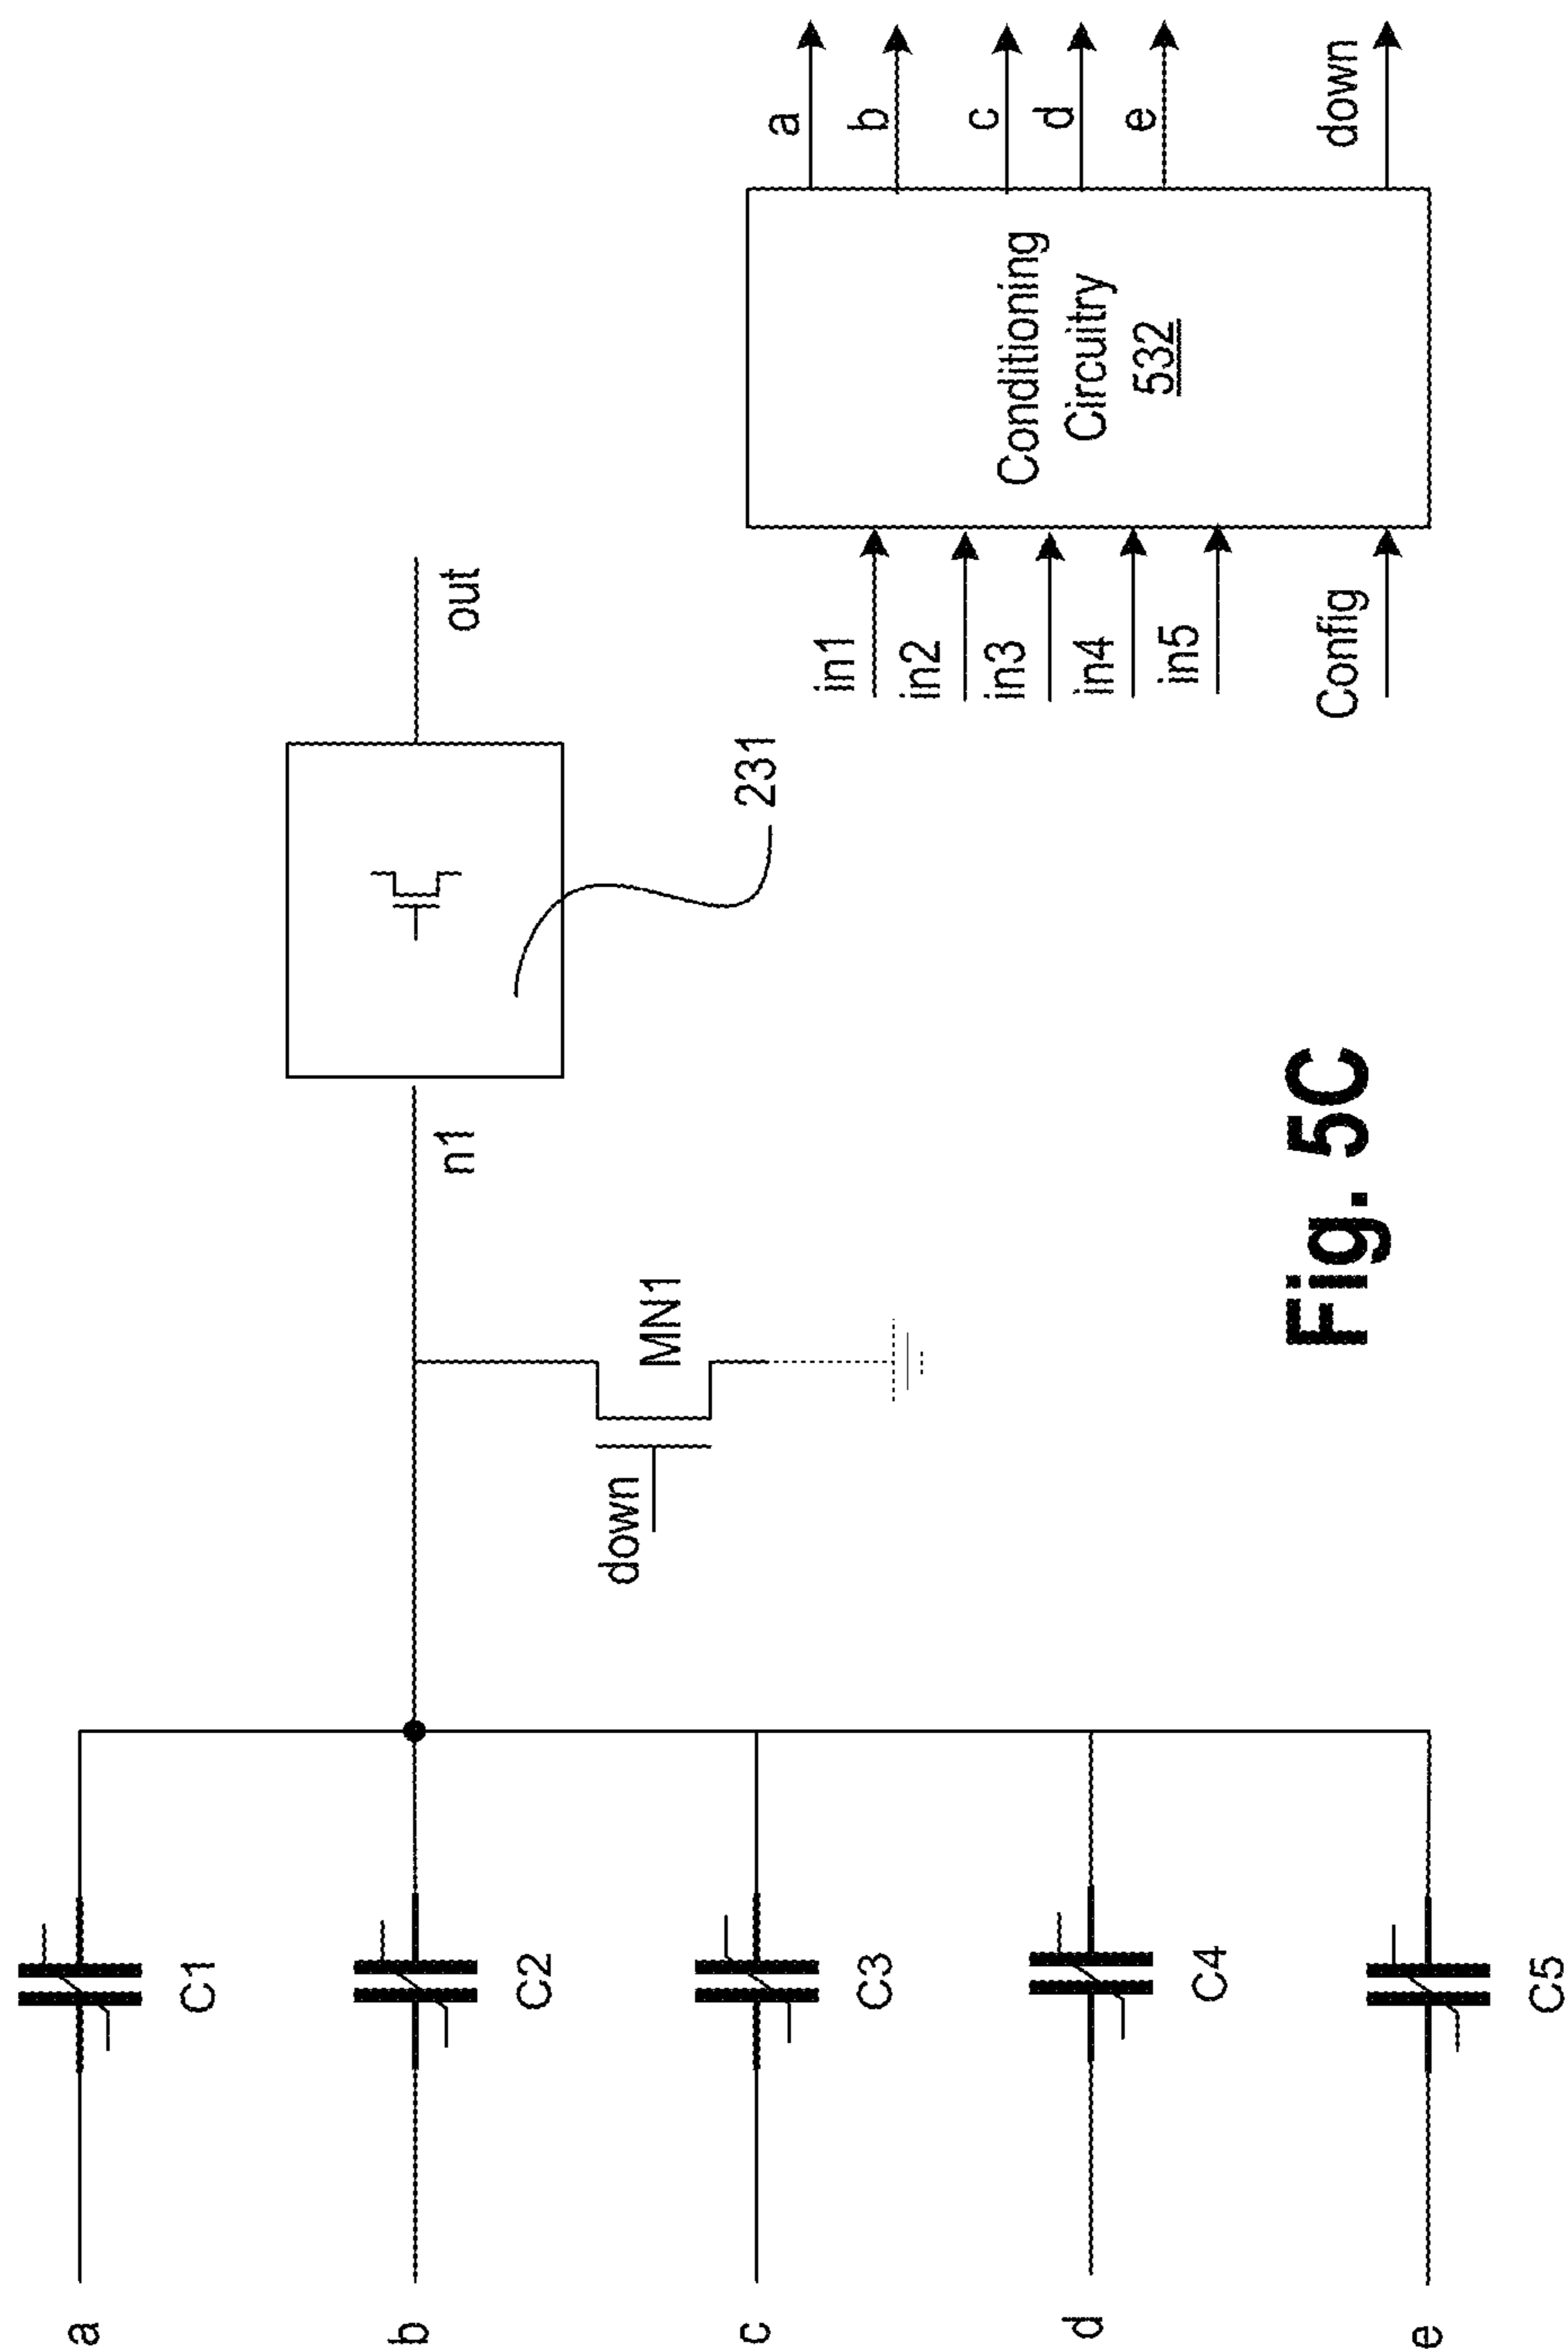 a
C1
b
C2
c
C3
d
C4
e
C5
down
MN1
n1
231
out
in1
in2
in3
in4
in5
Config
Conditioning
Circuitry
532
a
b
c
d
e
down
Fig. 5C